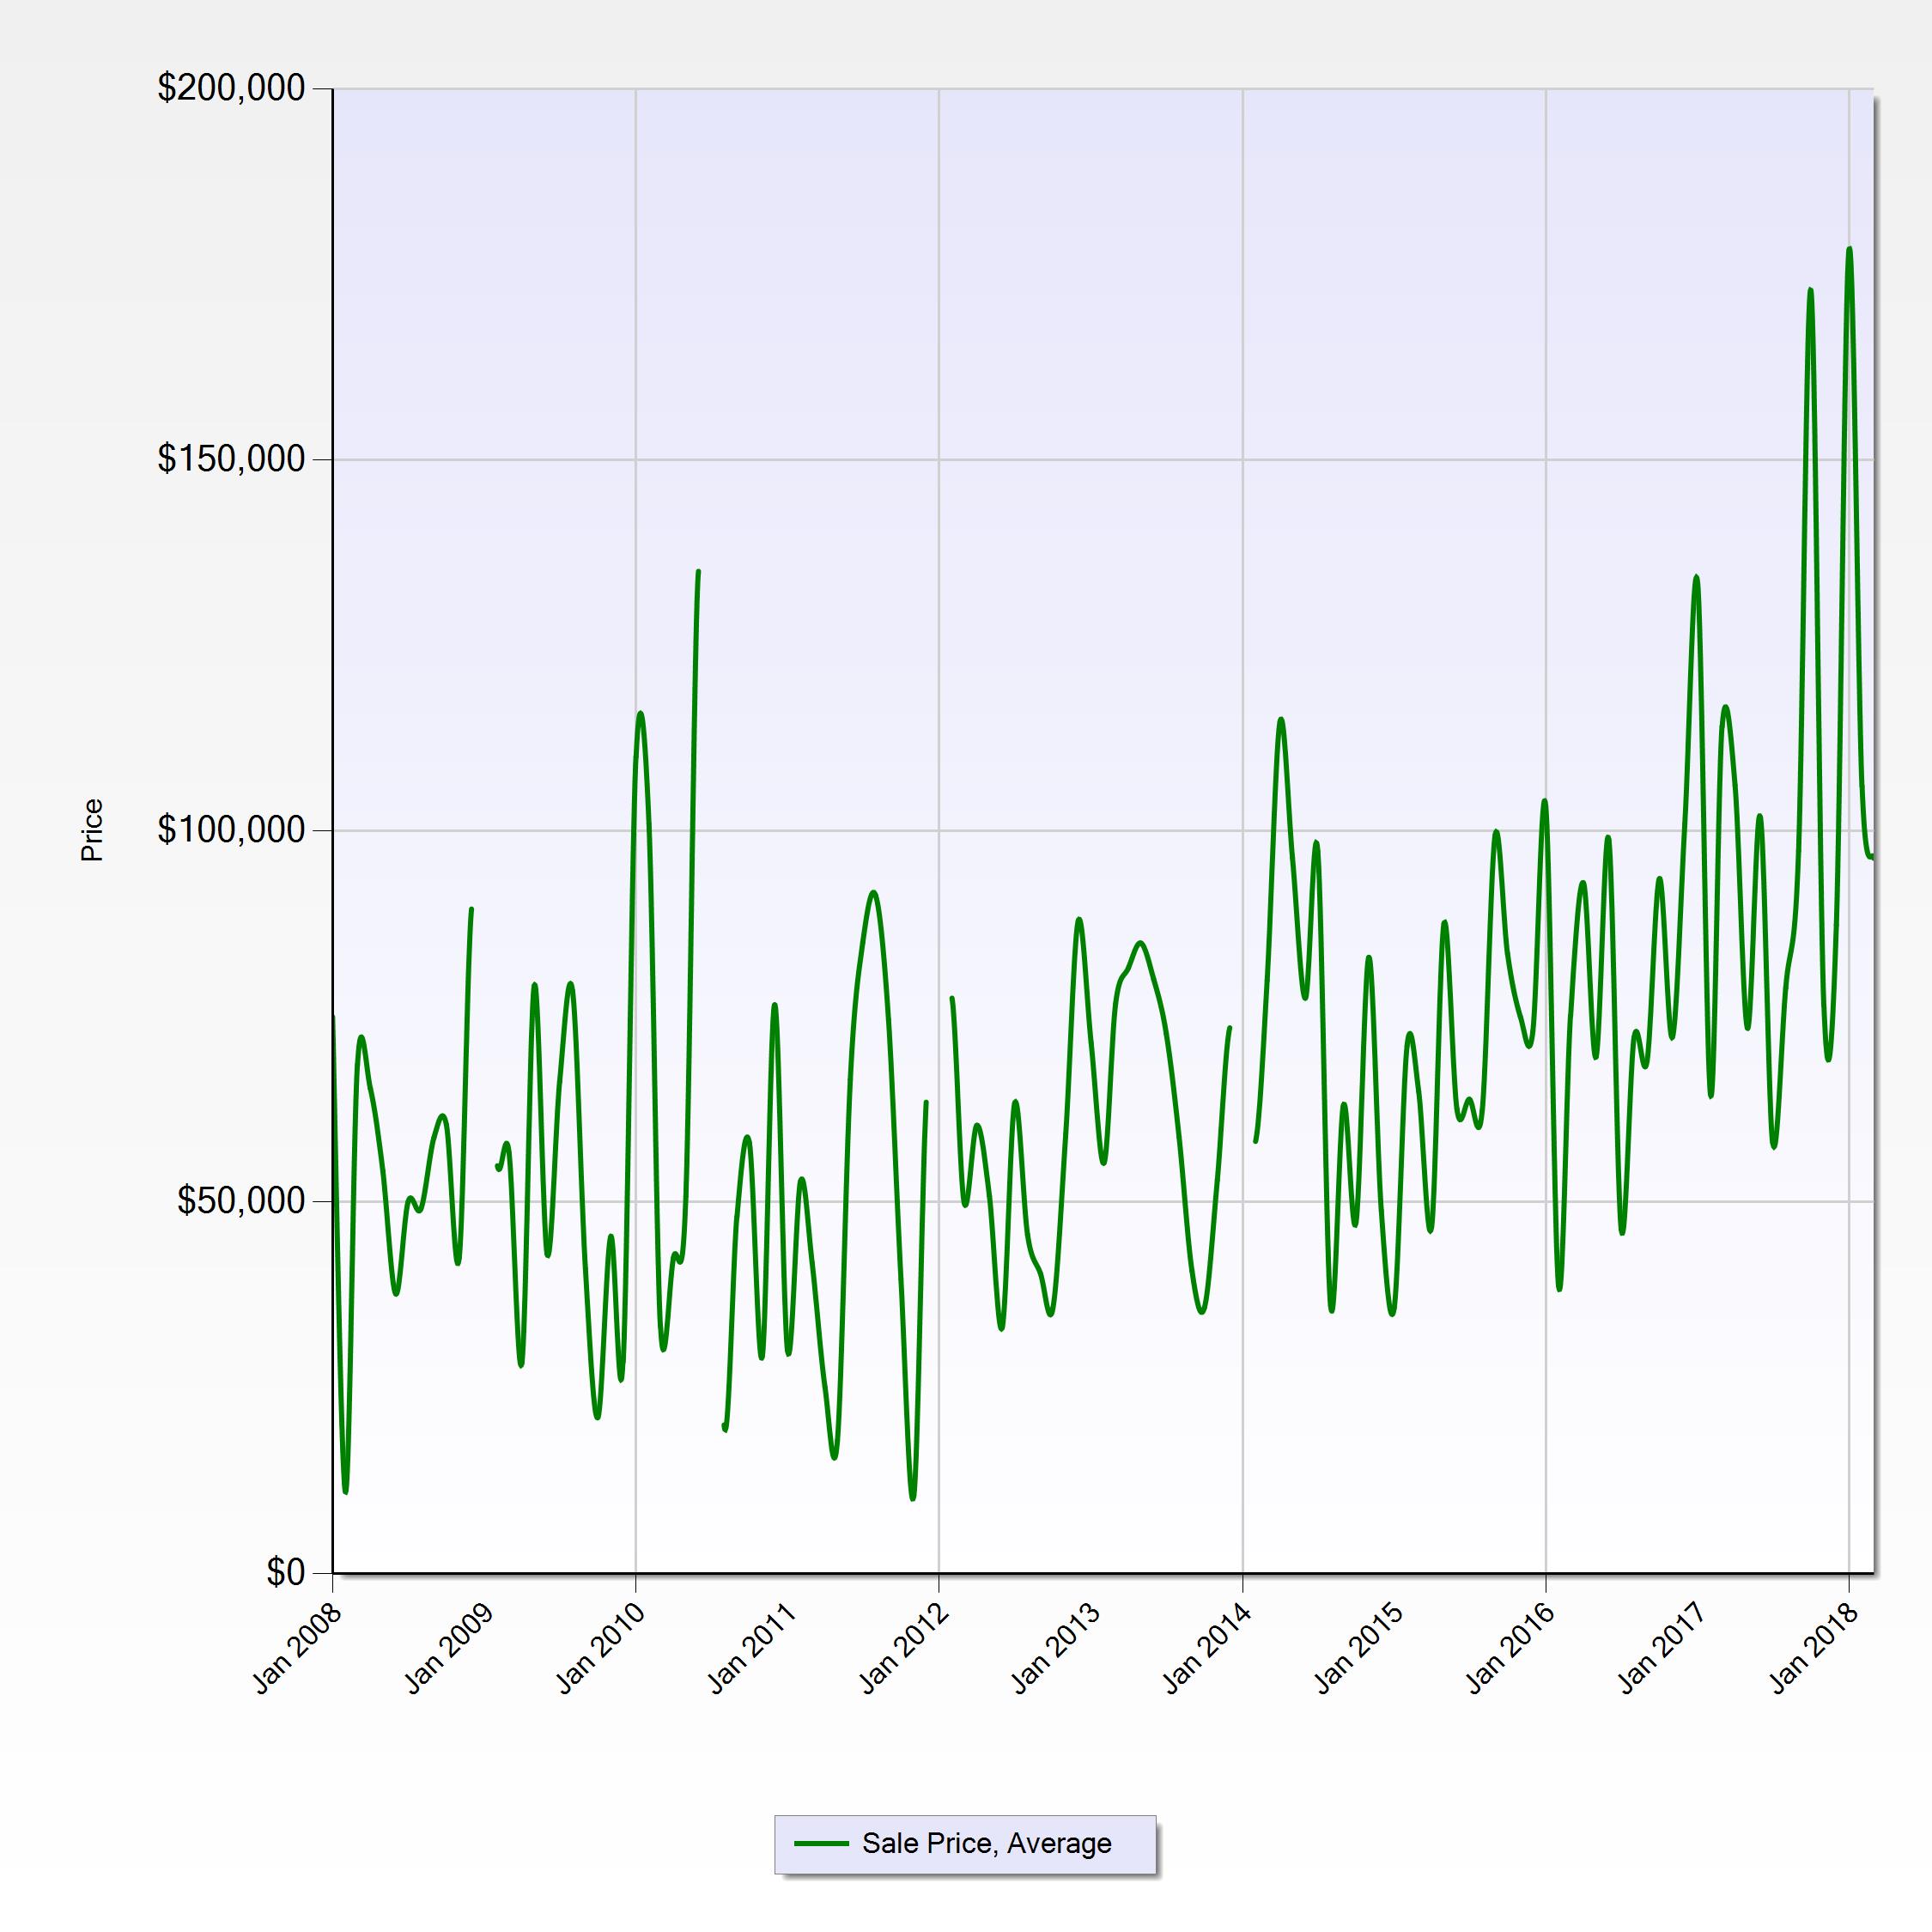 $200,000
$150,000
Price
$100,000
$50,000
$0
Jan 2008
Jan 2009
Jan 2010
Jan 2011
Jan 2012
Jan 2013
Jan 2014
Jan 2015
Jan 2016
Jan 2017
Jan 2018
Sale Price, Average